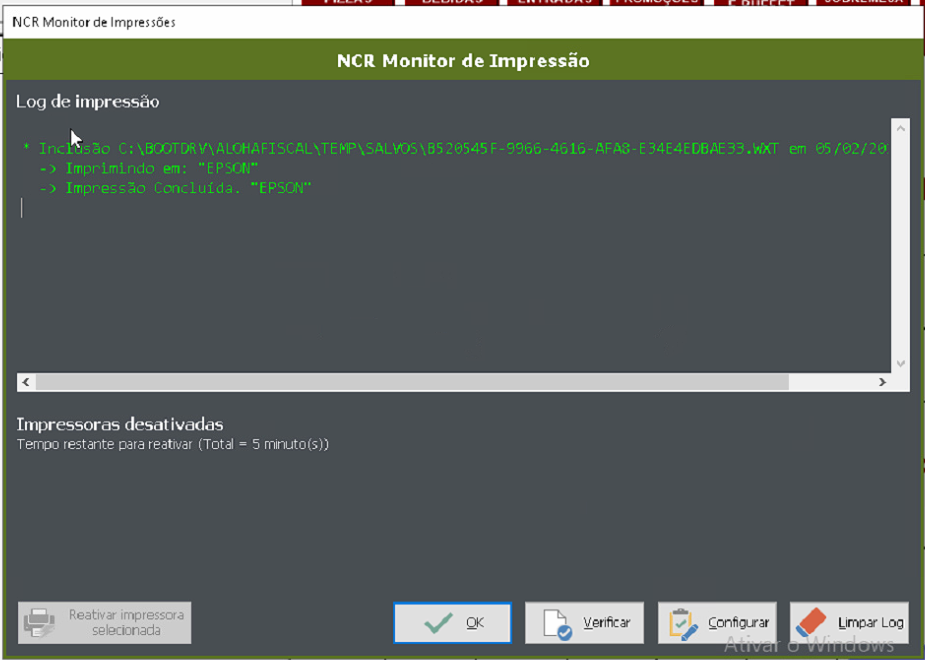 PROMOÇÕES
E BUFFET
NCR Monitor de Impressões
NCR Monitor de Impressão
Log de impressão
* Inclusão C:\BOOTDRV\ALOHAFISCAL\TEMP\SALVOS\B520545F-9966-4616-AFA8-E34E4EDBAE33.WXT em 05/02/20
-> Imprimindo em: "EPSON"
-> Impressão Concluída. "EPSON"
Impressoras desativadas
Tempo restante para reativar (Total = 5 minuto(s))
Reativar impressora
selecionada
OK
Verificar
Configurar
Limpar Log
Ativar o Windows